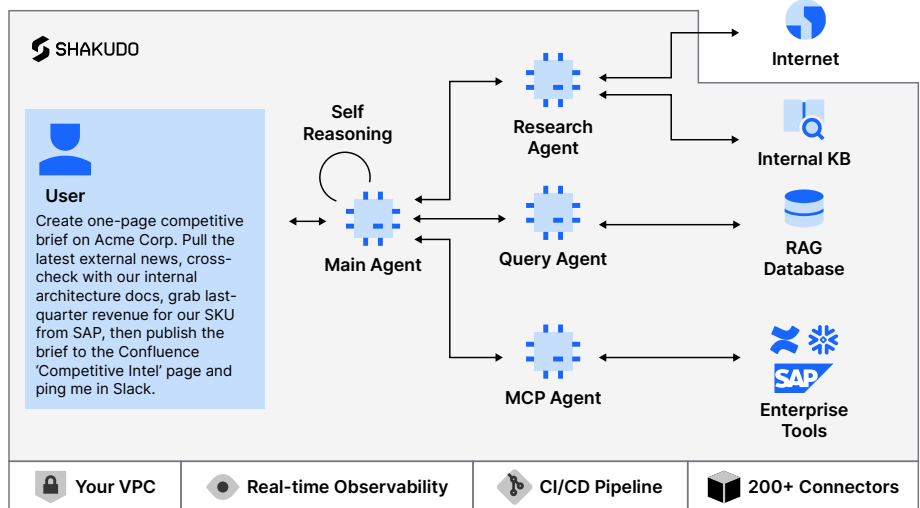 SHAKUDO
User
Create one-page competitive
brief on Acme Corp. Pull the
latest external news, cross-
check with our internal
architecture docs, grab last-
quarter revenue for our SKU
from SAP, then publish the
brief to the Confluence
‘Competitive Intel’ page and
ping me in Slack.
Self
Reasoning
Main Agent
Research
Agent
Query Agent
MCP Agent
Internet
Internal KB
RAG
Database
SAP
Enterprise
Tools
Your VPC
Real-time Observability
CI/CD Pipeline
200+ Connectors